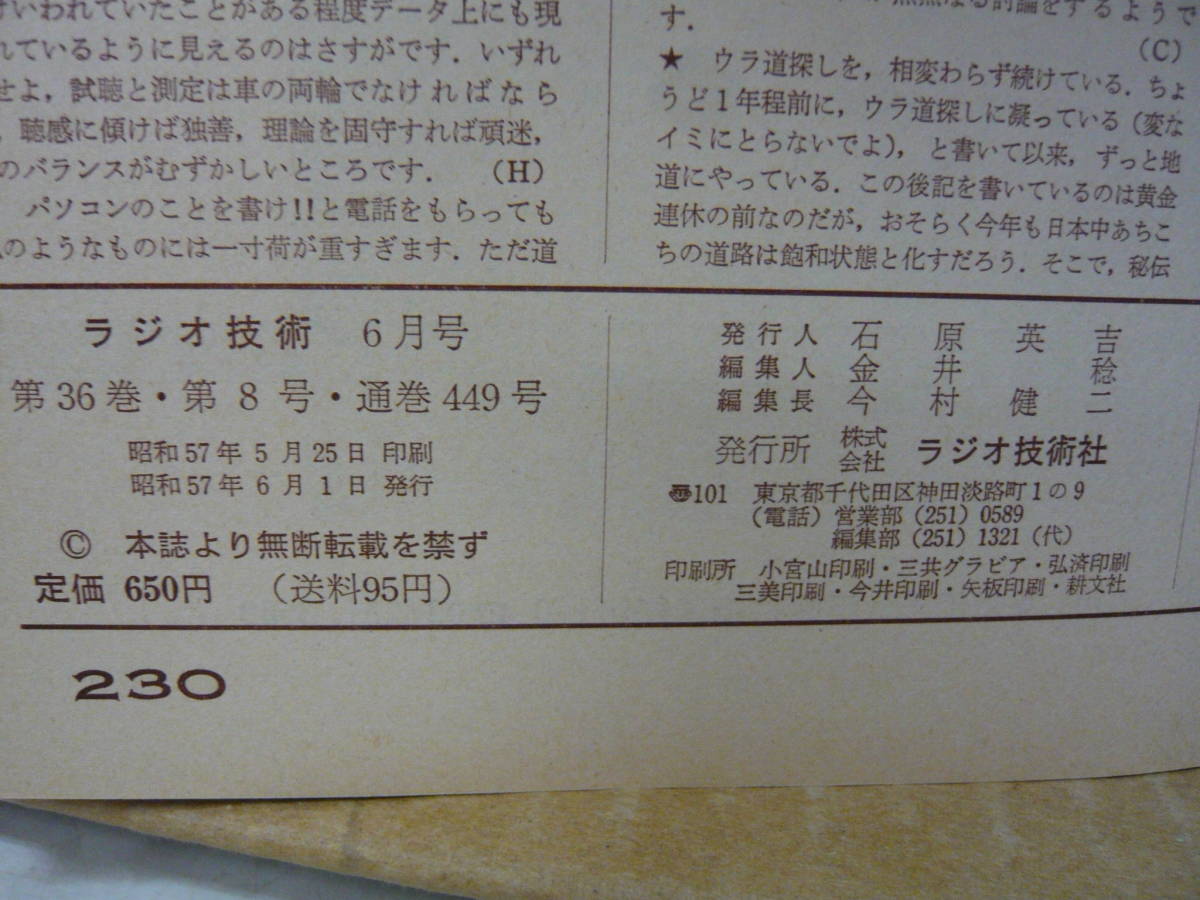 いわれていたことがある程度データ上にも現
れているように見えるのはさすがです．いずれ
せよ，試聴と測定は車の両輪でなければなら
，聴感に傾けば独善，理論を固守すれば頑迷，
のバランスがむずかしいところです． （H）
パソコンのことを書け!!と電話をもらっても
のようなものには一寸荷が重すぎます．ただ道
なる討論をするようで
す． （C）
★ ウラ道探しを，相変わらず続けている．ちょ
うど1年程前に，ウラ道探しに凝っている（変な
イミにとらないでよ），と書いて以来，ずっと地
道にやっている．この後記を書いているのは黄金
連休の前なのだが，おそらく今年も日本中あちこ
ちの道路は飽和状態と化すだろう．そこで，秘伝
ラジオ技術 6月号
第36巻・第8号・通巻449号
昭和57年5月25日 印刷
昭和57年6月1日 発行
© 本誌より無断転載を禁ず
定価 650円 （送料95円）
発行人 石原英吉
編集人 金井稔
編集長 今村健二
発行所 株式会社 ラジオ技術社
〠101 東京都千代田区神田淡路町1の9
（電話）営業部（251）0589
編集部（251）1321（代）
印刷所 小宮山印刷・三共グラビア・弘済印刷
三美印刷・今井印刷・矢板印刷・耕文社
230